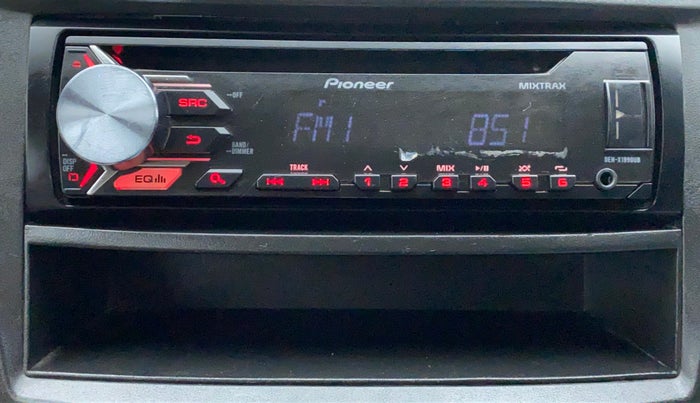 Pioneer
MIXTRAX
SRC
OFF
FM1
851
BAND/
DIMMER
DISP
OFF
EQ
TRACK
MIX
1
2
3
4
5
6